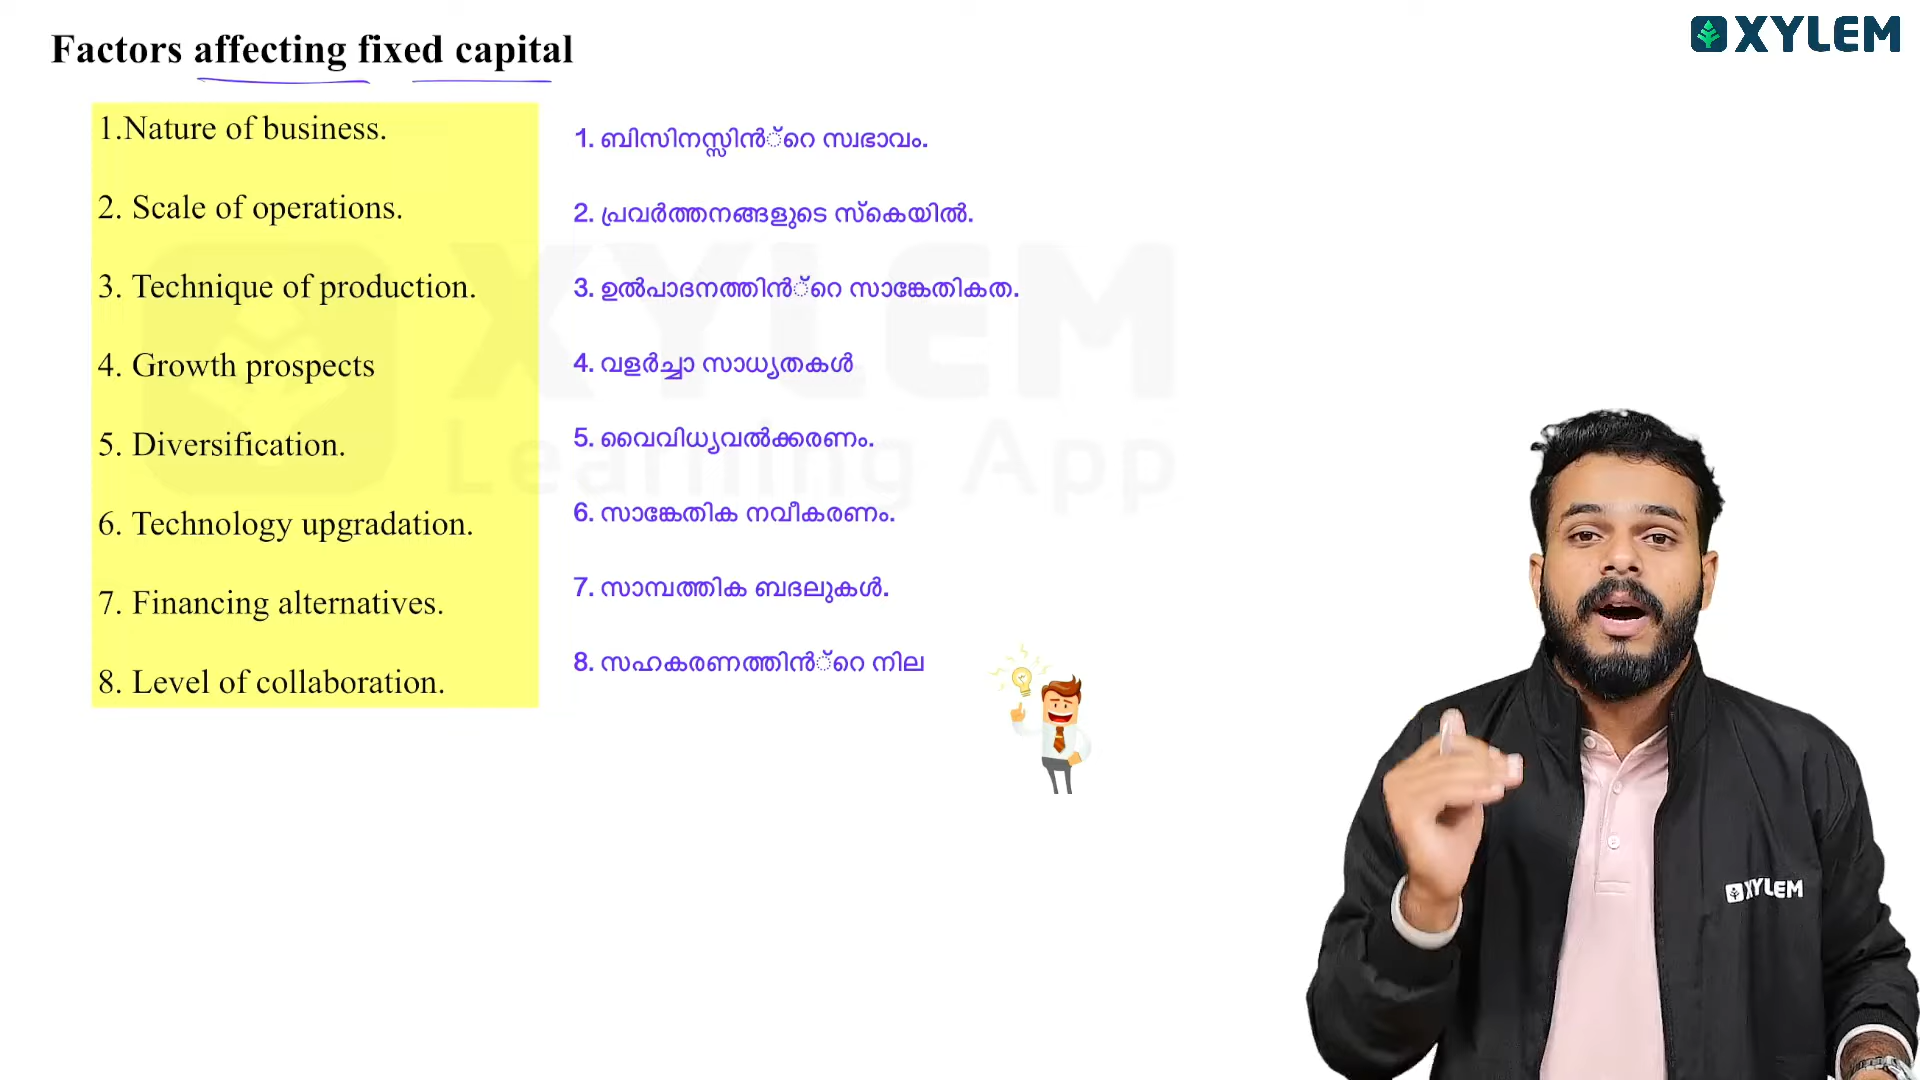 Factors affecting fixed capital
XYLEM
1.Nature of business.
2. Scale of operations.
3. Technique of production.
4. Growth prospects
5. Diversification.
6. Technology upgradation.
7. Financing alternatives.
8. Level of collaboration.
1. ബിസിനസ്സിൻ്റെ സ്വഭാവം.
2. പ്രവർത്തനങ്ങളുടെ സ്കെയിൽ.
3. ഉൽപാദനത്തിൻ്റെ സാങ്കേതികത.
4. വളർച്ചാ സാധ്യതകൾ
5. വൈവിധ്യവൽക്കരണം.
6. സാങ്കേതിക നവീകരണം.
7. സാമ്പത്തിക ബദലുകൾ.
8. സഹകരണത്തിൻ്റെ നില
XYLEM
Learning App
XYLEM